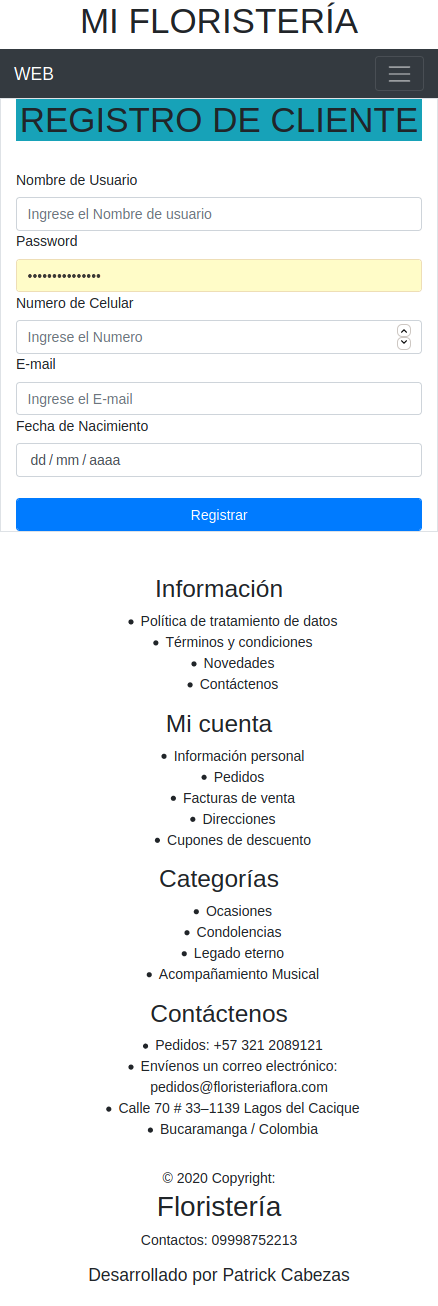 MI FLORISTERÍA
WEB
REGISTRO DE CLIENTE
Nombre de Usuario
Ingrese el Nombre de usuario
Password
•••••••••••••••
Numero de Celular
Ingrese el Numero
E-mail
Ingrese el E-mail
Fecha de Nacimiento
dd / mm / aaaa
Registrar
Información
• Política de tratamiento de datos
• Términos y condiciones
• Novedades
• Contáctenos
Mi cuenta
• Información personal
• Pedidos
• Facturas de venta
• Direcciones
• Cupones de descuento
Categorías
• Ocasiones
• Condolencias
• Legado eterno
• Acompañamiento Musical
Contáctenos
• Pedidos: +57 321 2089121
• Envíenos un correo electrónico:
pedidos@floristeriaflora.com
• Calle 70 # 33–1139 Lagos del Cacique
• Bucaramanga / Colombia
© 2020 Copyright:
Floristería
Contactos: 09998752213
Desarrollado por Patrick Cabezas